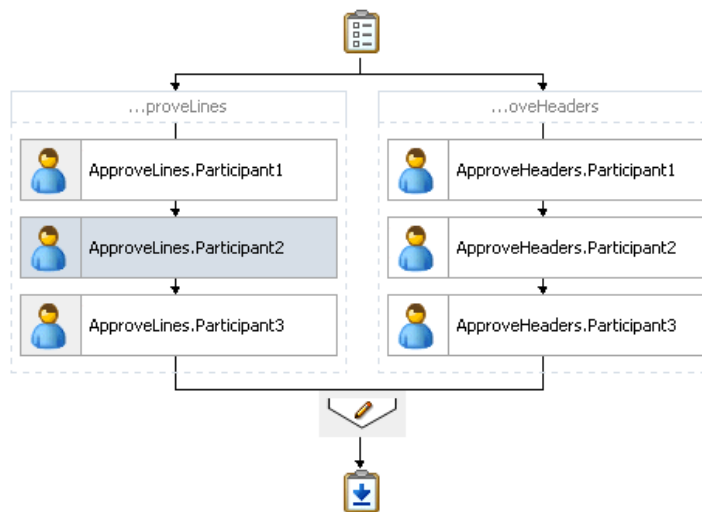 ...proveLines
...oveHeaders
ApproveLines.Participant1
ApproveHeaders.Participant1
ApproveLines.Participant2
ApproveHeaders.Participant2
ApproveLines.Participant3
ApproveHeaders.Participant3